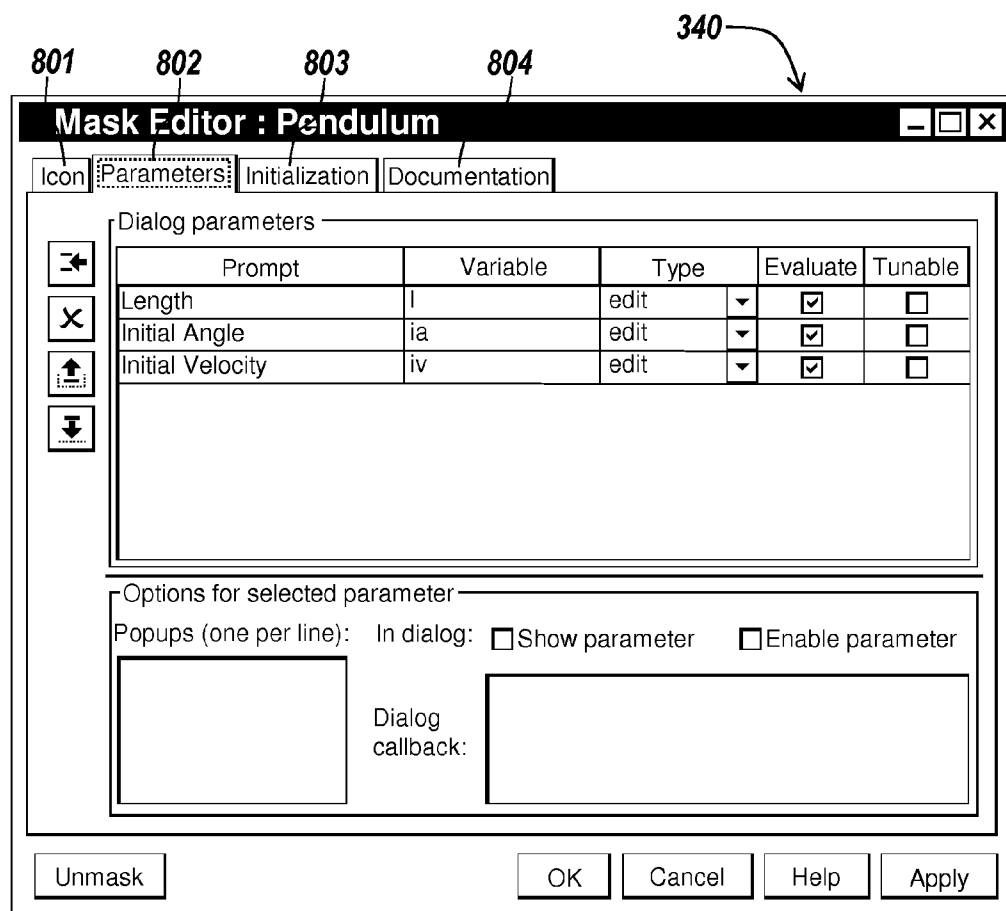 340
801 802 803 804
Mask Editor : Pendulum
Icon Parameters Initialization Documentation
Dialog parameters
Prompt Variable Type Evaluate Tunable
Length l edit
Initial Angle ia edit
Initial Velocity iv edit
Options for selected parameter
Popups (one per line): In dialog: Show parameter Enable parameter
Dialog
callback:
Unmask OK Cancel Help Apply